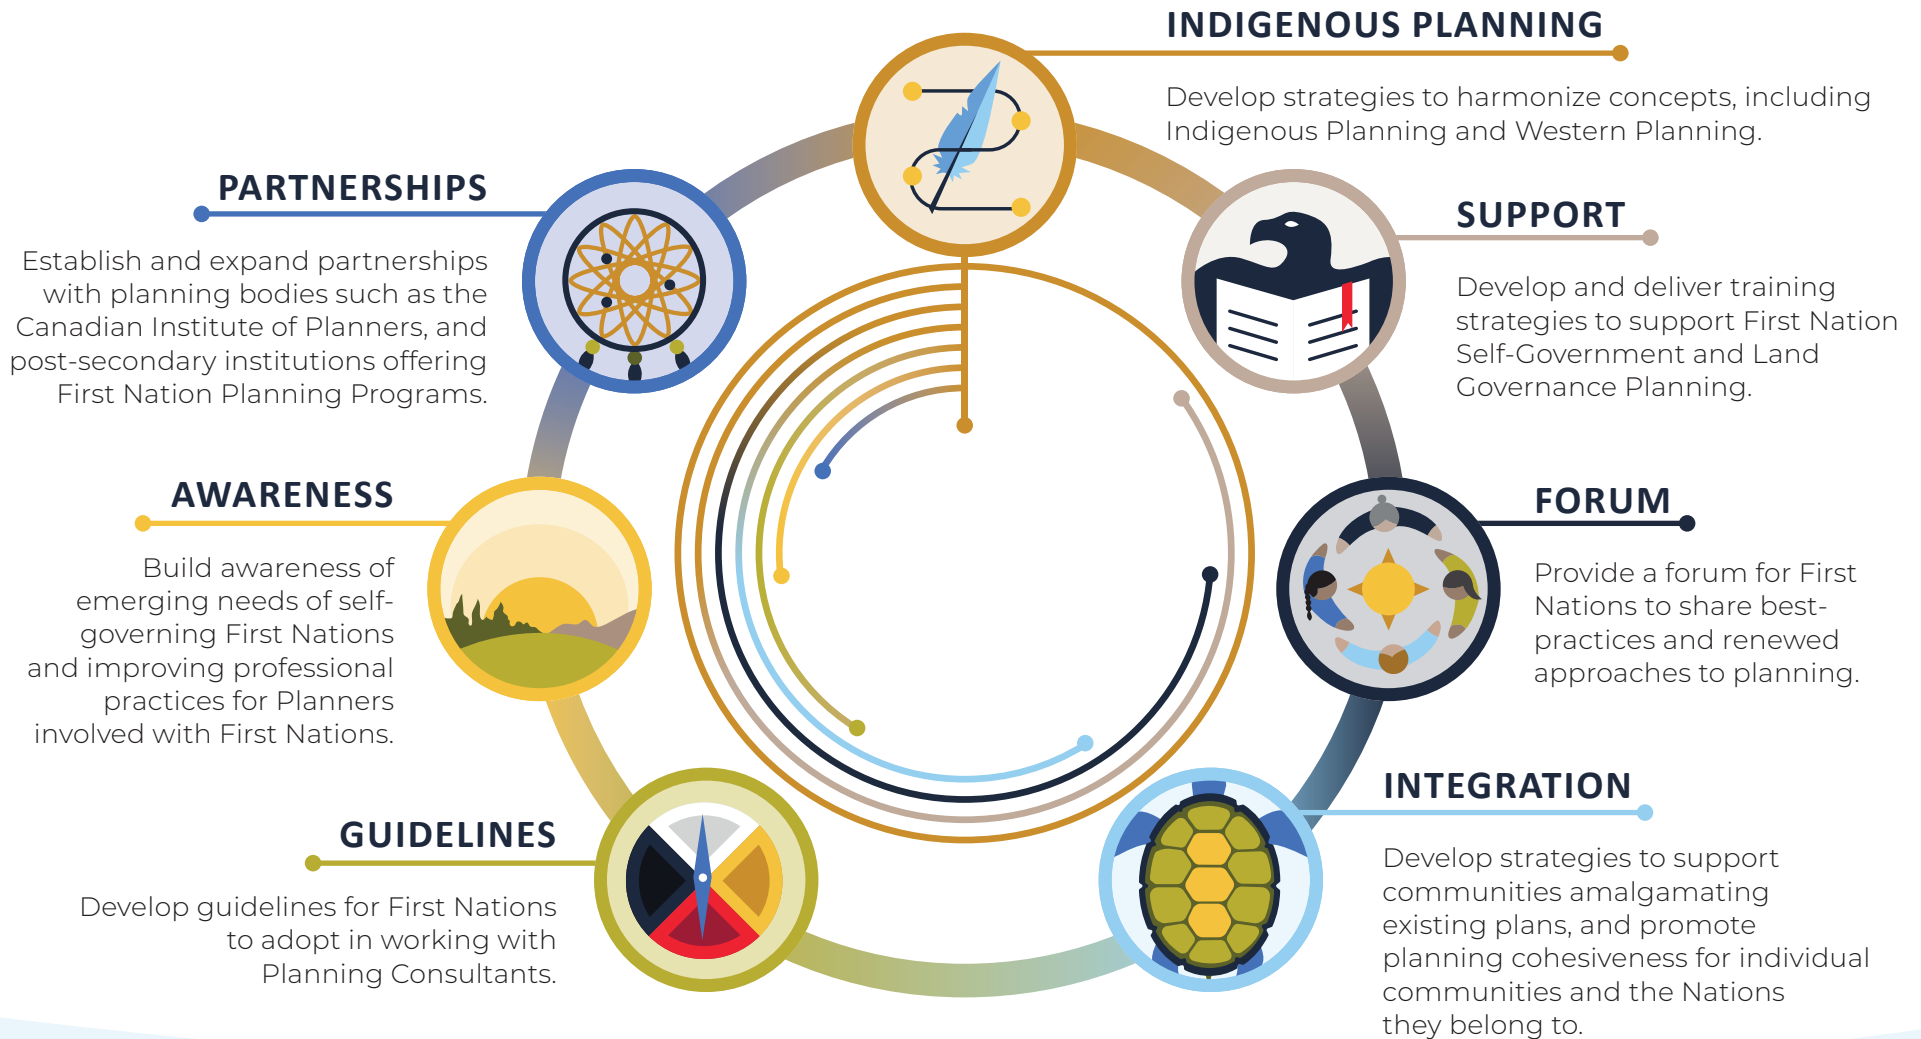 INDIGENOUS PLANNING
Develop strategies to harmonize concepts, including
Indigenous Planning and Western Planning.
SUPPORT
Develop and deliver training
strategies to support First Nation
Self-Government and Land
Governance Planning.
FORUM
Provide a forum for First
Nations to share best-
practices and renewed
approaches to planning.
INTEGRATION
Develop strategies to support
communities amalgamating
existing plans, and promote
planning cohesiveness for individual
communities and the Nations
they belong to.
GUIDELINES
Develop guidelines for First Nations
to adopt in working with
Planning Consultants.
AWARENESS
Build awareness of
emerging needs of self-
governing First Nations
and improving professional
practices for Planners
involved with First Nations.
PARTNERSHIPS
Establish and expand partnerships
with planning bodies such as the
Canadian Institute of Planners, and
post-secondary institutions offering
First Nation Planning Programs.